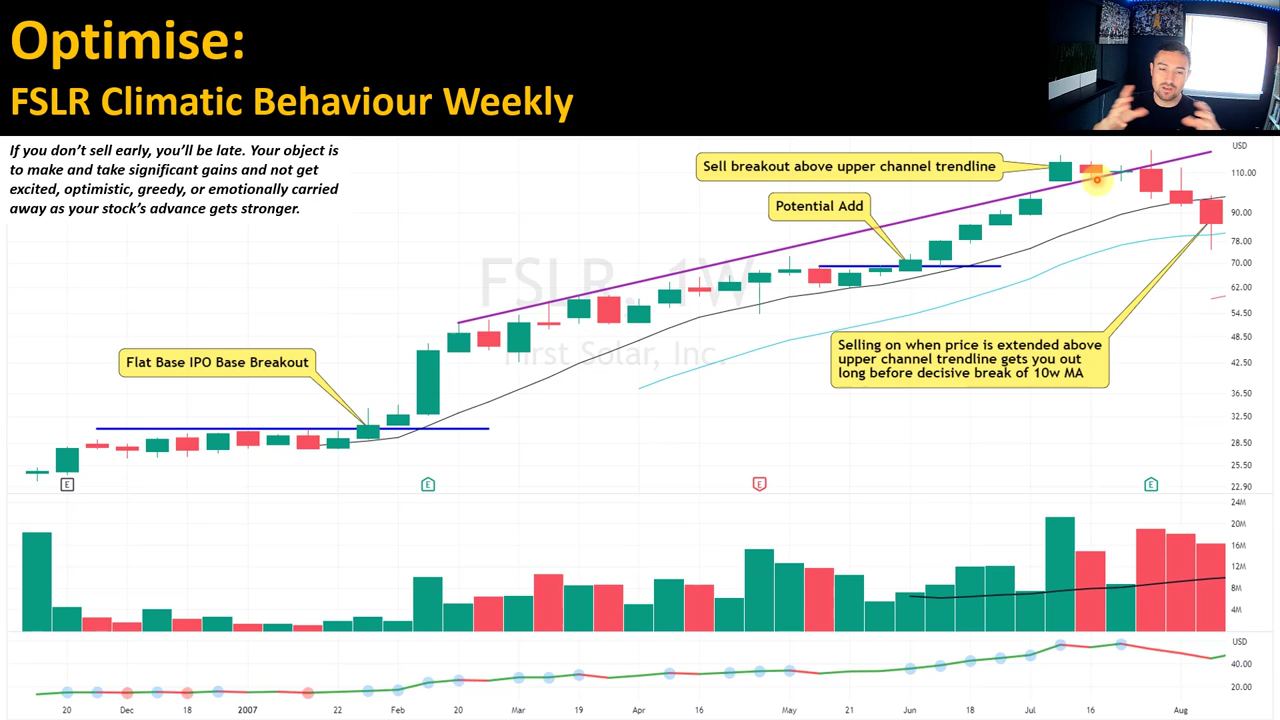 Optimise:
FSLR Climatic Behaviour Weekly
If you don’t sell early, you’ll be late. Your object is
to make and take significant gains and not get
excited, optimistic, greedy, or emotionally carried
away as your stock’s advance gets stronger.
Sell breakout above upper channel trendline
Potential Add
FSLR, 1W
First Solar, Inc.
Flat Base IPO Base Breakout
Selling on when price is extended above
upper channel trendline gets you out
long before decisive break of 10w MA
USD
110.00
90.00
78.00
70.00
62.00
54.50
48.50
42.50
36.50
32.50
28.50
25.50
22.90
E
E
E
E
24M
20M
16M
12M
8M
4M
USD
40.00
20.00
20 Dec 18 2007 22 Feb 20 Mar 19 Apr 16 May 21 Jun 18 Jul 16 Aug